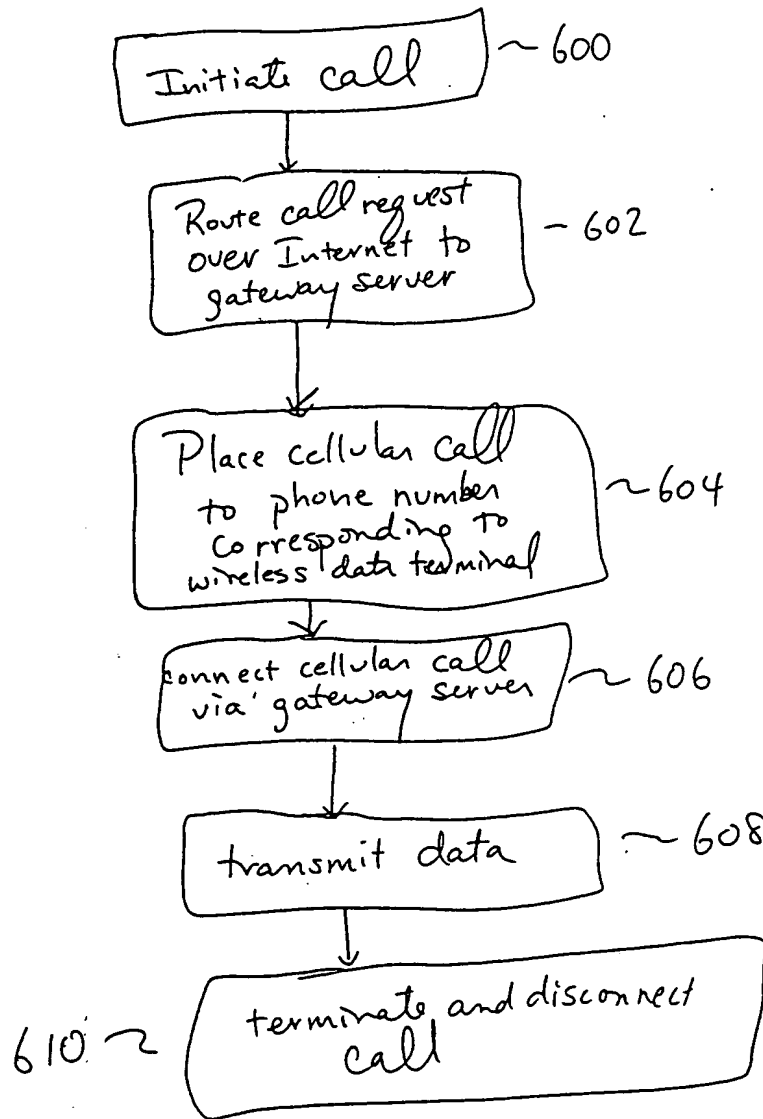 Initiate call
~ 600
Route call request
over Internet to
gateway server
~ 602
Place cellular call
to phone number
corresponding to
wireless data terminal
~ 604
connect cellular call
via gateway server
~ 606
transmit data
~ 608
terminate and disconnect
call
610 ~